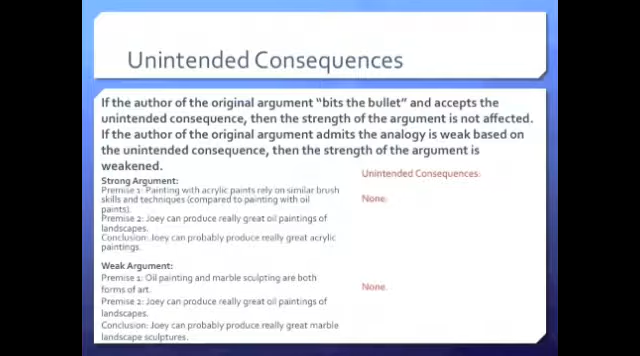 Unintended Consequences
If the author of the original argument "bits the bullet" and accepts the
unintended consequence, then the strength of the argument is not affected.
If the author of the original argument admits the analogy is weak based on
the unintended consequence, then the strength of the argument is
weakened.
Strong Argument:
Premise 1: Painting with acrylic paints rely on similar brush
skills and techniques (compared to painting with oil
paints).
Premise 2: Joey can produce really great oil paintings of
landscapes.
Conclusion: Joey can probably produce really great acrylic
paintings.
Weak Argument:
Premise 1: Oil painting and marble sculpting are both
forms of art.
Premise 2: Joey can produce really great oil paintings of
landscapes.
Conclusion: Joey can probably produce really great marble
landscape sculptures.
Unintended Consequences:
None.
None.